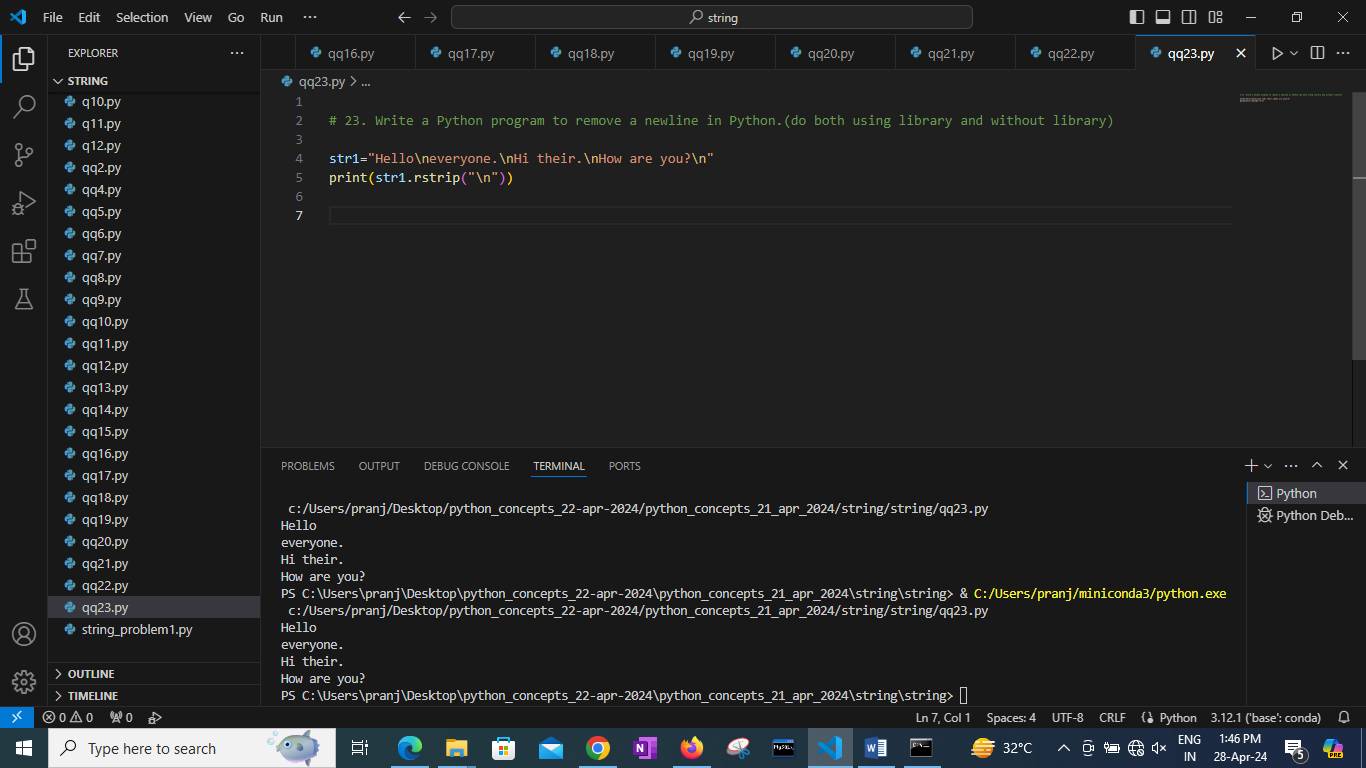 File Edit Selection View Go Run ··· string
EXPLORER ···
STRING
q10.py
q11.py
q12.py
qq2.py
qq4.py
qq5.py
qq6.py
qq7.py
qq8.py
qq9.py
qq10.py
qq11.py
qq12.py
qq13.py
qq14.py
qq15.py
qq16.py
qq17.py
qq18.py
qq19.py
qq20.py
qq21.py
qq22.py
qq23.py
string_problem1.py
OUTLINE
TIMELINE
qq16.py qq17.py qq18.py qq19.py qq20.py qq21.py qq22.py qq23.py
qq23.py > ...
1
2 # 23. Write a Python program to remove a newline in Python.(do both using library and without library)
3
4 str1="Hello\neveryone.\nHi their.\nHow are you?\n"
5 print(str1.rstrip("\n"))
6
7
PROBLEMS OUTPUT DEBUG CONSOLE TERMINAL PORTS
c:/Users/pranj/Desktop/python_concepts_22-apr-2024/python_concepts_21_apr_2024/string/string/qq23.py
Hello
everyone.
Hi their.
How are you?
PS C:\Users\pranj\Desktop\python_concepts_22-apr-2024\python_concepts_21_apr_2024\string\string> & C:/Users/pranj/miniconda3/python.exe
c:/Users/pranj/Desktop/python_concepts_22-apr-2024/python_concepts_21_apr_2024/string/string/qq23.py
Hello
everyone.
Hi their.
How are you?
PS C:\Users\pranj\Desktop\python_concepts_22-apr-2024\python_concepts_21_apr_2024\string\string>
Python
Python Deb...
0 0 0 Ln 7, Col 1 Spaces: 4 UTF-8 CRLF Python 3.12.1 ('base': conda)
Type here to search
32°C
ENG
IN
1:46 PM
28-Apr-24
5
PRE